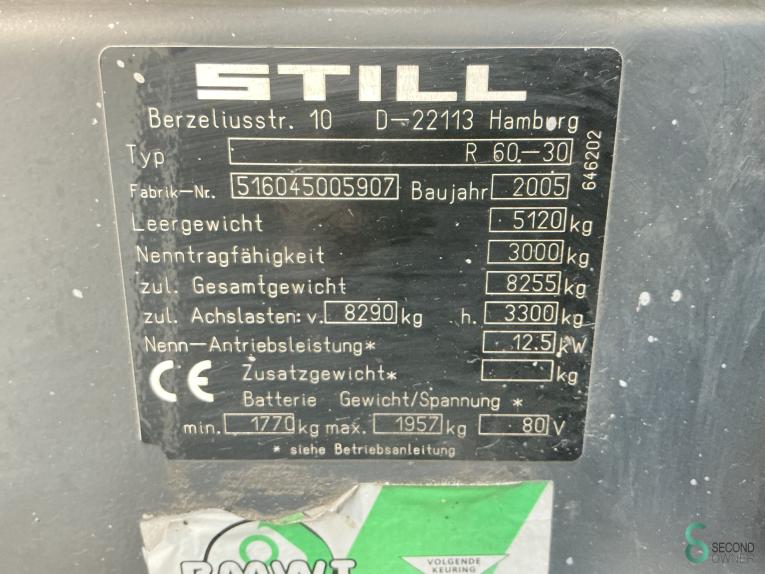 STILL
Berzeliusstr. 10 D-22113 Hamburg
Typ R 60-30
646202
Fabrik-Nr. 516045005907 Baujahr 2005
Leergewicht 5120 kg
Nenntragfähigkeit 3000 kg
zul. Gesamtgewicht 8255 kg
zul. Achslasten: v. 8290 kg h. 3300 kg
Nenn-Antriebsleistung* 12.5 kW
CE Zusatzgewicht* kg
Batterie Gewicht/Spannung *
min. 1770 kg max. 1957 kg 80 V
* siehe Betriebsanleitung
BMWT
VOLGENDE
KEURING
SECOND
OWNER